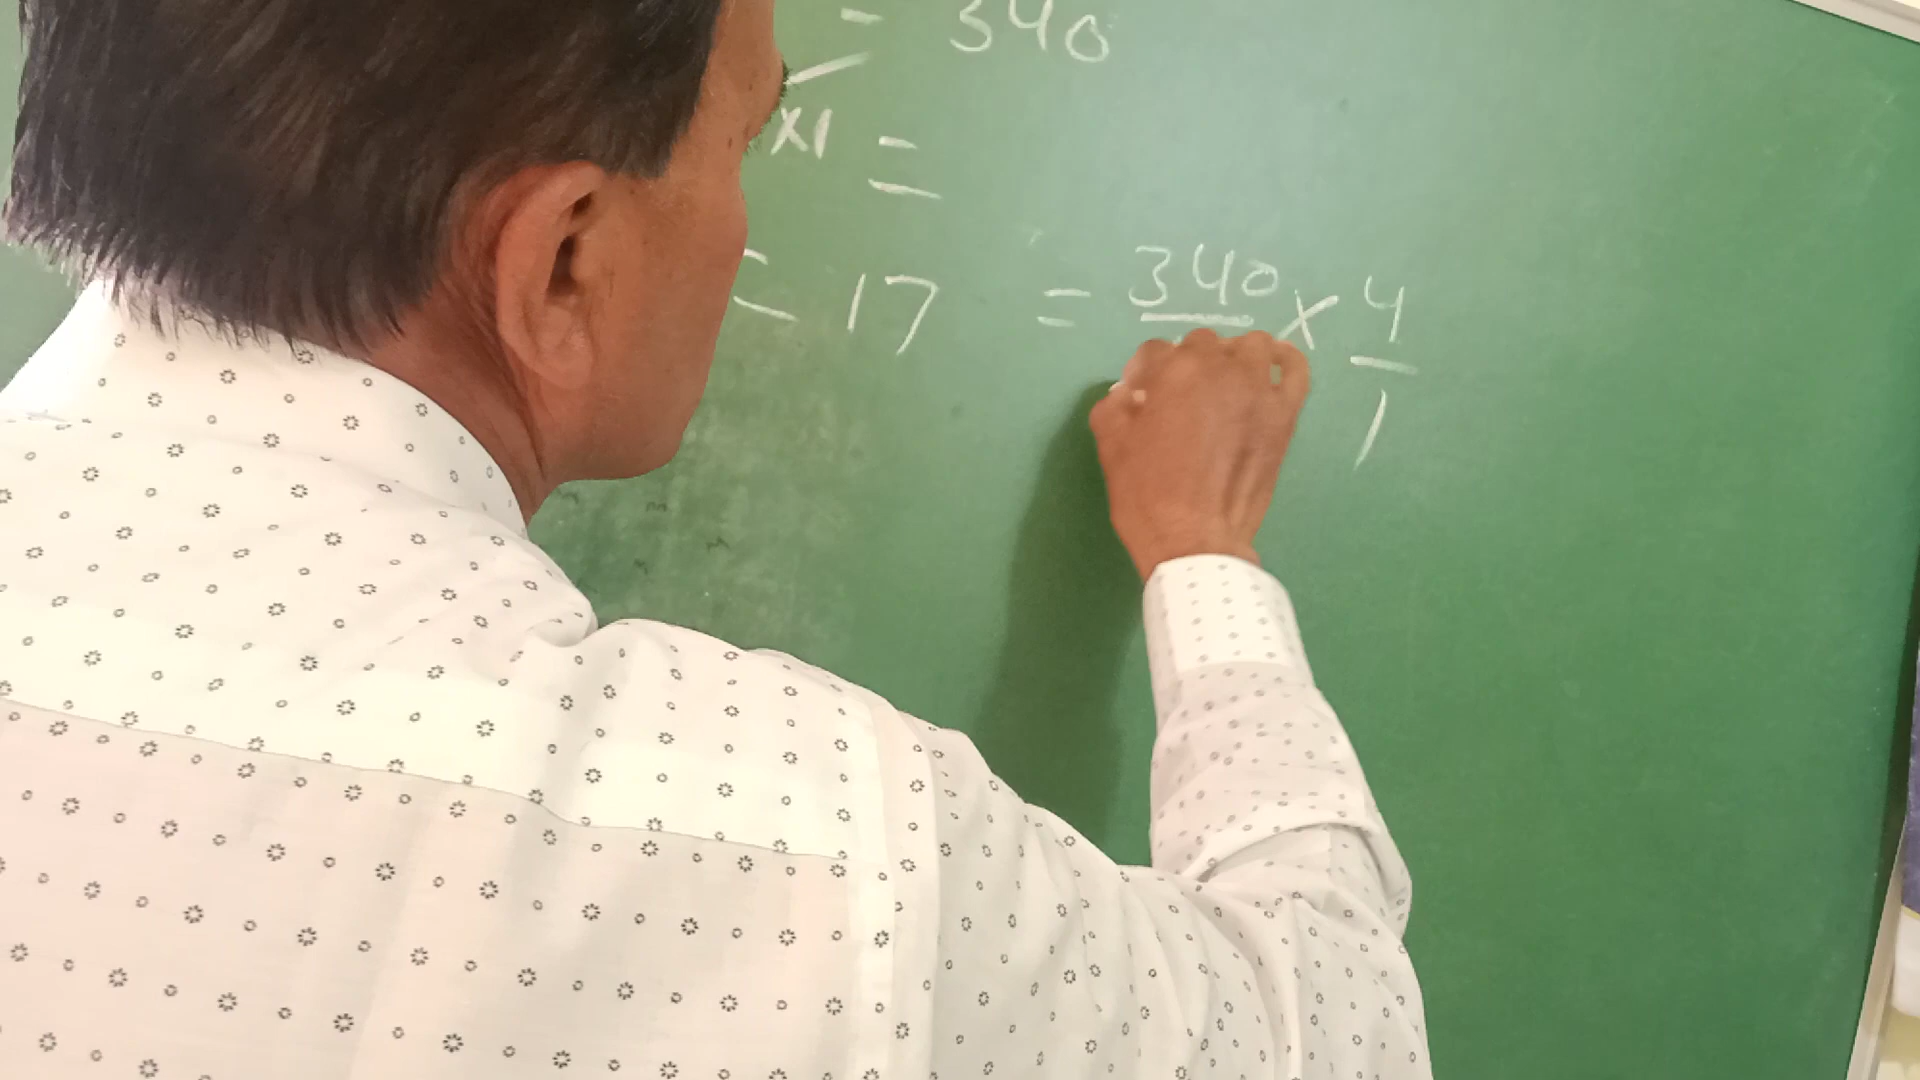 = 340
x1 =
= 17 = 340/ x 4/1